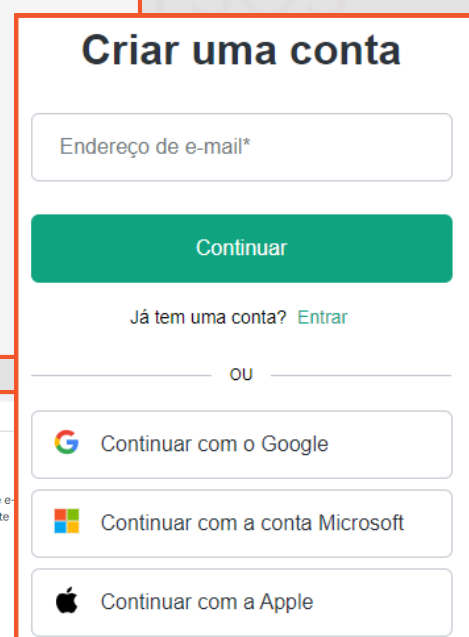 Criar uma conta
Endereço de e-mail*
Continuar
Já tem uma conta? Entrar
OU
Continuar com o Google
Continuar com a conta Microsoft
Continuar com a Apple